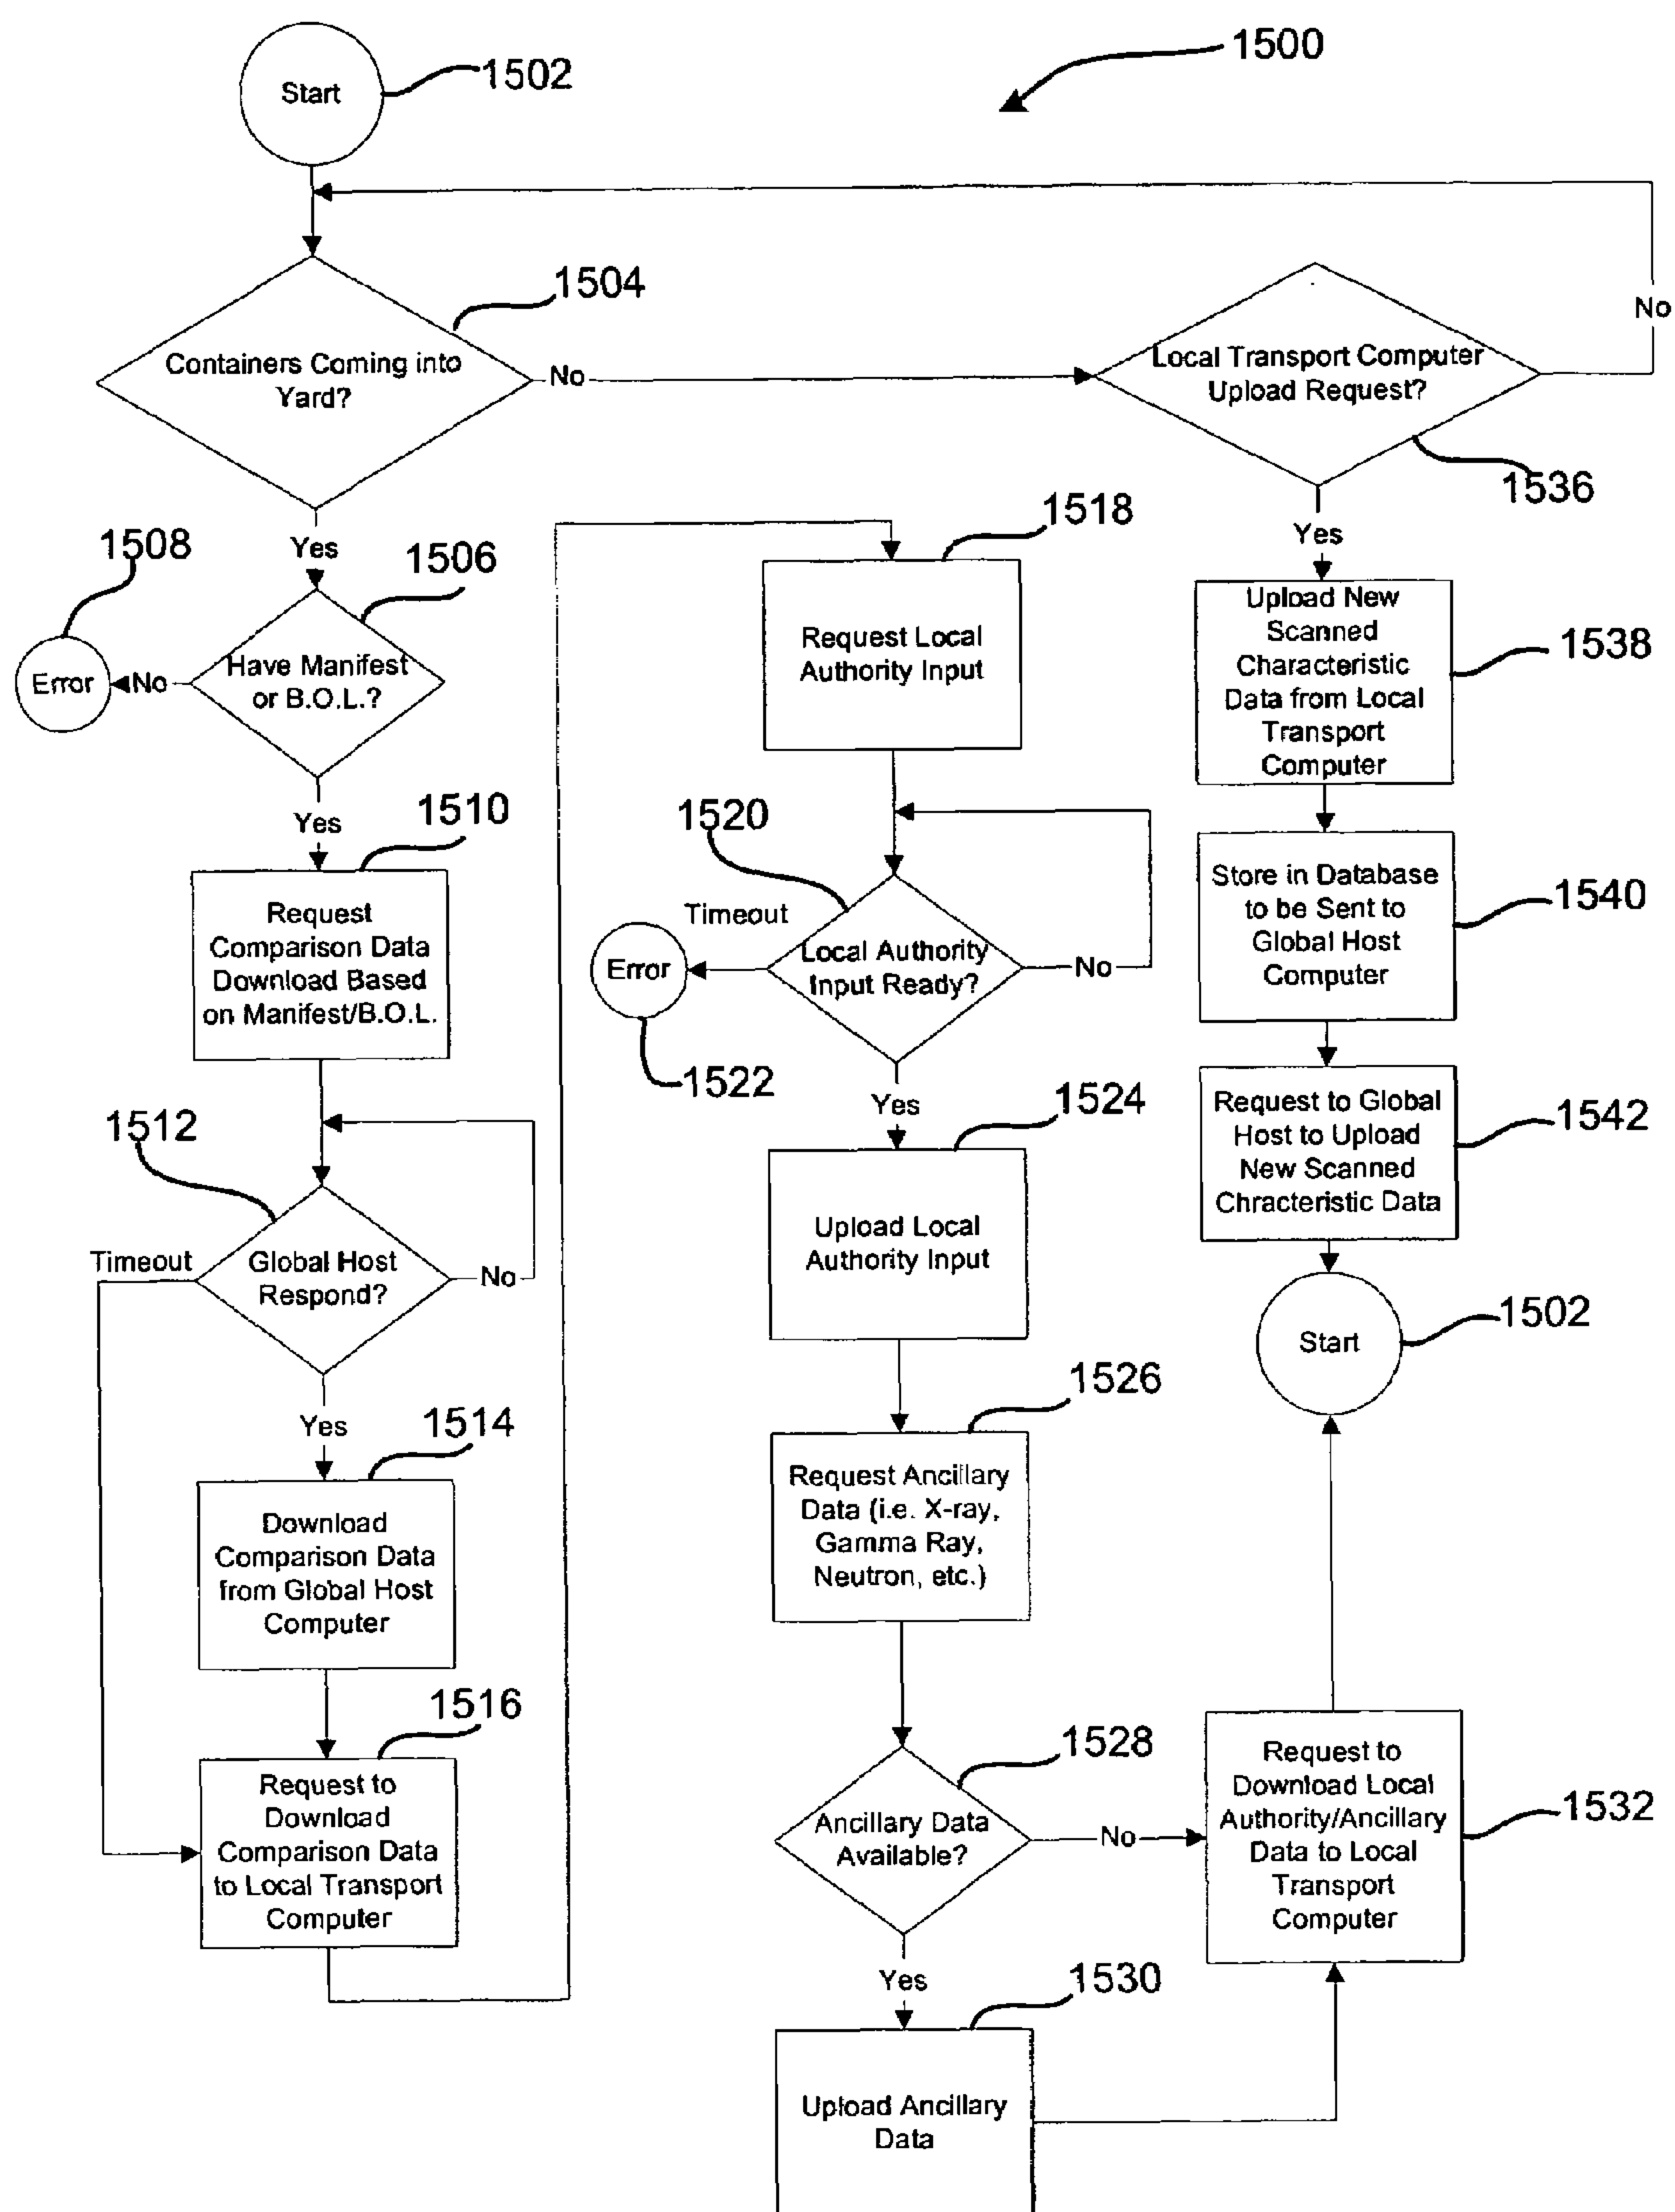 1500
Start
1502
1504
Containers Coming into
Yard?
No
Local Transport Computer
Upload Request?
No
1536
Yes
Yes
1508
1506
Error
No
Have Manifest
or B.O.L.?
Yes
1510
Request
Comparison Data
Download Based
on Manifest/B.O.L.
1512
Timeout
Global Host
Respond?
No
Yes
1514
Download
Comparison Data
from Global Host
Computer
1516
Request to
Download
Comparison Data
to Local Transport
Computer
1518
Request Local
Authority Input
1520
Timeout
Error
Local Authority
Input Ready?
No
1522
Yes
1524
Upload Local
Authority Input
1526
Request Ancillary
Data (i.e. X-ray,
Gamma Ray,
Neutron, etc.)
1528
Ancillary Data
Available?
No
Yes
1530
Upload Ancillary
Data
Upload New
Scanned
Characteristic
Data from Local
Transport
Computer
1538
Store in Database
to be Sent to
Global Host
Computer
1540
Request to Global
Host to Upload
New Scanned
Chracteristic Data
1542
1502
Start
Request to
Download Local
Authority/Ancillary
Data to Local
Transport
Computer
1532